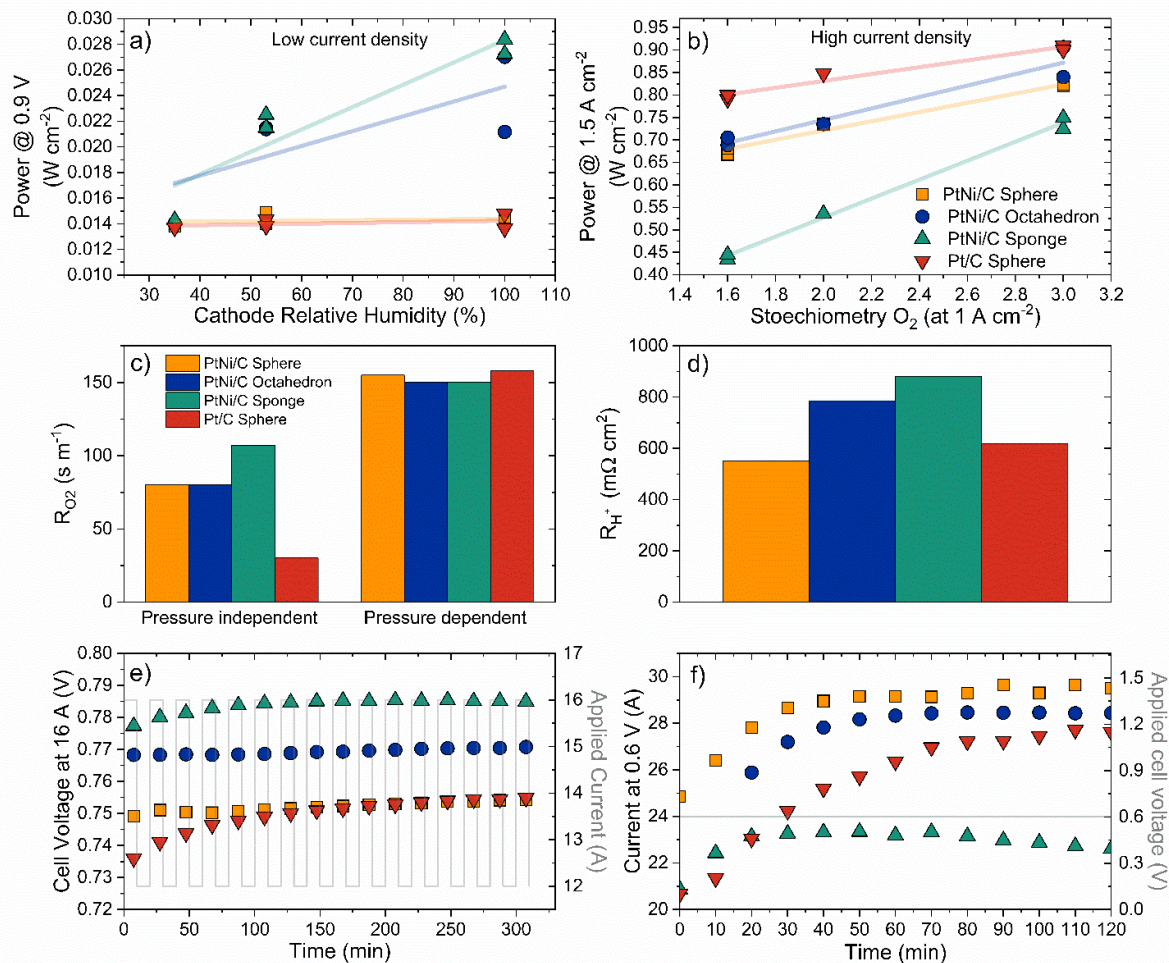 a)
Low current density
0.030
0.028
0.026
0.024
0.022
0.020
0.018
0.016
0.014
0.012
0.010
Power @ 0.9 V
(W cm-2)
30 40 50 60 70 80 90 100 110
Cathode Relative Humidity (%)
b)
High current density
0.95
0.90
0.85
0.80
0.75
0.70
0.65
0.60
0.55
0.50
0.45
0.40
Power @ 1.5 A cm-2
(W cm-2)
PtNi/C Sphere
PtNi/C Octahedron
PtNi/C Sponge
Pt/C Sphere
1.4 1.6 1.8 2.0 2.2 2.4 2.6 2.8 3.0 3.2
Stoechiometry O2 (at 1 A cm-2)
c)
PtNi/C Sphere
PtNi/C Octahedron
PtNi/C Sponge
Pt/C Sphere
150
100
50
0
RO2 (s m-1)
Pressure independent
Pressure dependent
d)
1000
800
600
400
200
0
RH+ (mΩ cm2)
e)
0.80
0.79
0.78
0.77
0.76
0.75
0.74
0.73
0.72
Cell Voltage at 16 A (V)
17
16
15
14
13
12
Applied Current (A)
0 50 100 150 200 250 300
Time (min)
f)
30
28
26
24
22
20
Current at 0.6 V (A)
1.5
1.2
0.9
0.6
0.3
0.0
Applied cell voltage (V)
0 10 20 30 40 50 60 70 80 90 100 110 120
Time (min)